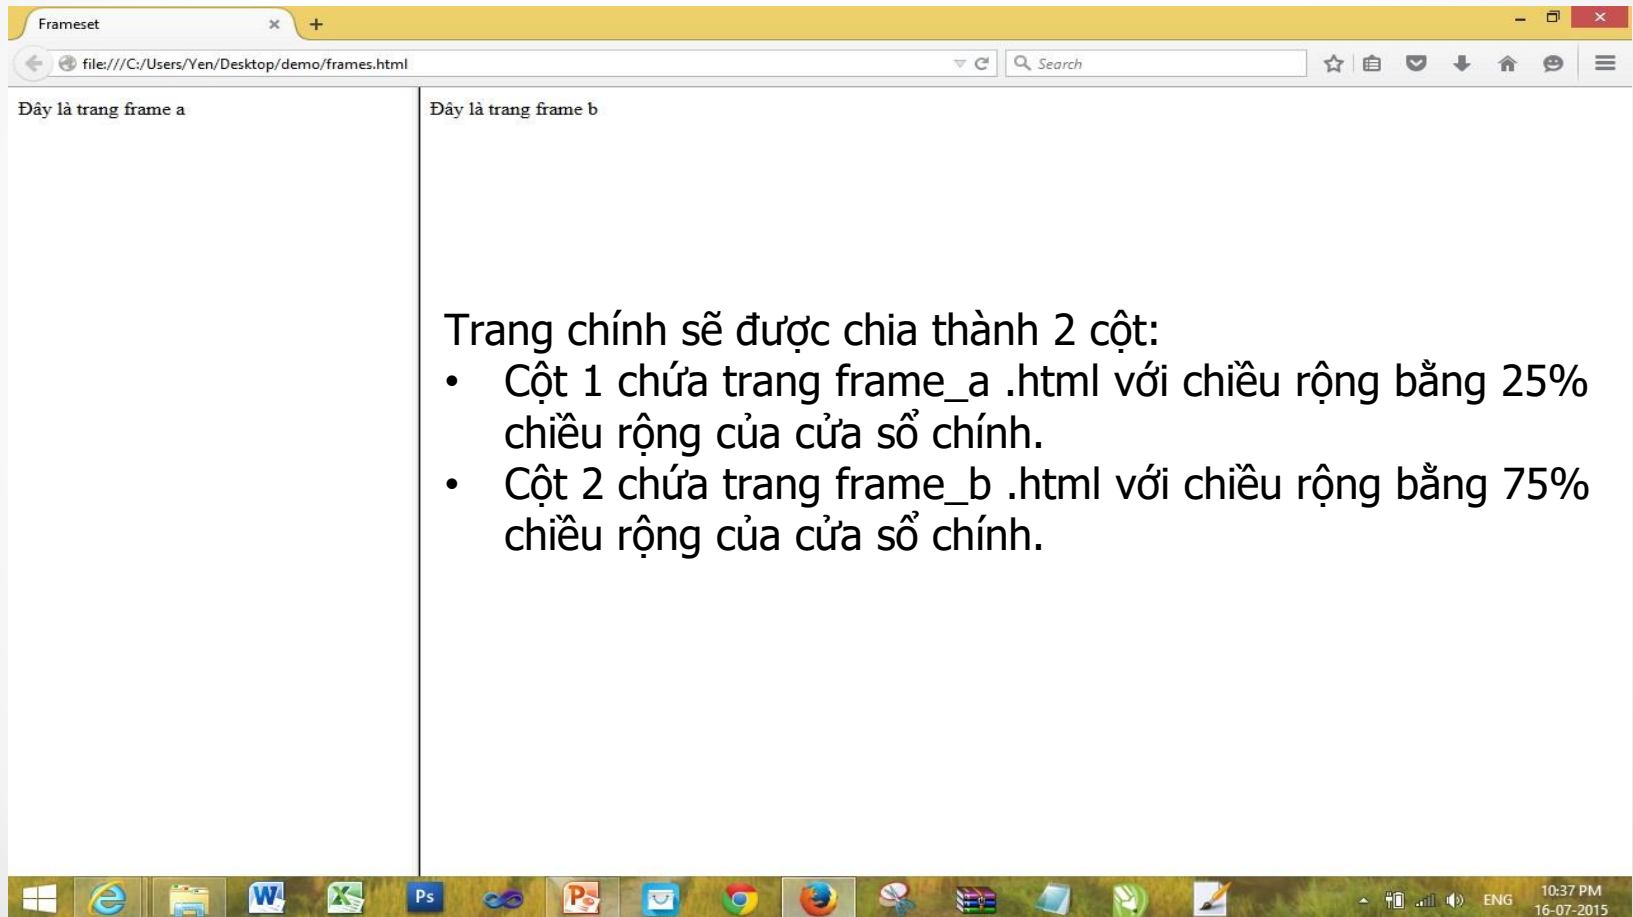 Frameset
file:///C:/Users/Yen/Desktop/demo/frames.html
Search
Đây là trang frame a
Đây là trang frame b
Trang chính sẽ được chia thành 2 cột:
• Cột 1 chứa trang frame_a .html với chiều rộng bằng 25%
chiều rộng của cửa sổ chính.
• Cột 2 chứa trang frame_b .html với chiều rộng bằng 75%
chiều rộng của cửa sổ chính.
Ps
ENG
10:37 PM
16-07-2015